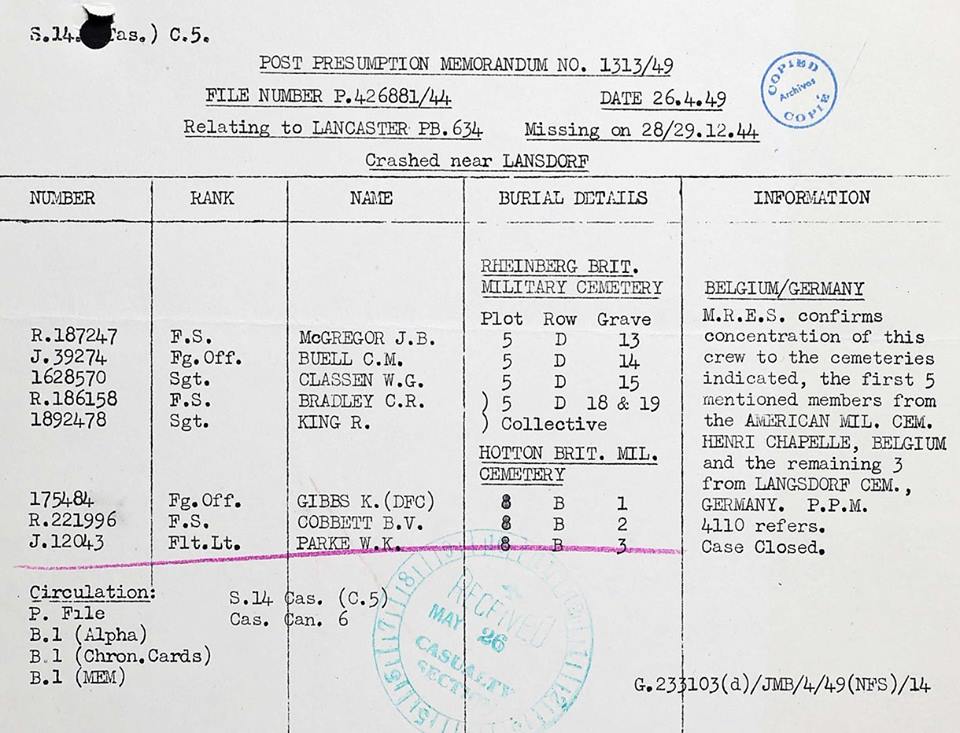 S.14. Cas.) C.5.
POST PRESUMPTION MEMORANDUM NO. 1313/49
FILE NUMBER P.426881/44 DATE 26.4.49
COPIED Archives COPIÉ
Relating to LANCASTER PB.634 Missing on 28/29.12.44
Crashed near LANSDORF
NUMBER RANK NAME BURIAL DETAILS INFORMATION
RHEINBERG BRIT.
MILITARY CEMETERY BELGIUM/GERMANY
Plot Row Grave M.R.E.S. confirms
R.187247 F.S. McGREGOR J.B. 5 D 13 concentration of this
J.39274 Fg.Off. BUELL C.M. 5 D 14 crew to the cemeteries
1628570 Sgt. CLASSEN W.G. 5 D 15 indicated, the first 5
R.186158 F.S. BRADLEY C.R. ) 5 D 18 & 19 mentioned members from
1892478 Sgt. KING R. ) Collective the AMERICAN MIL. CEM.
HOTTON BRIT. MIL. HENRI CHAPELLE, BELGIUM
CEMETERY and the remaining 3
from LANGSDORF CEM.,
175484 Fg.Off. GIBBS K.(DFC) 8 B 1 GERMANY. P.P.M.
R.221996 F.S. COBBETT B.V. 8 B 2 4110 refers.
J.12043 Flt.Lt. PARKE W.K. 8 B 3 Case Closed.
Circulation: S.14 Cas. (C.5)
P. File Cas. Can. 6
B.1 (Alpha)
B.1 (Chron.Cards)
B.1 (MEM)
RECEIVED
MAY 26
CASUALTY
SECTION
G.233103(d)/JMB/4/49(NFS)/14